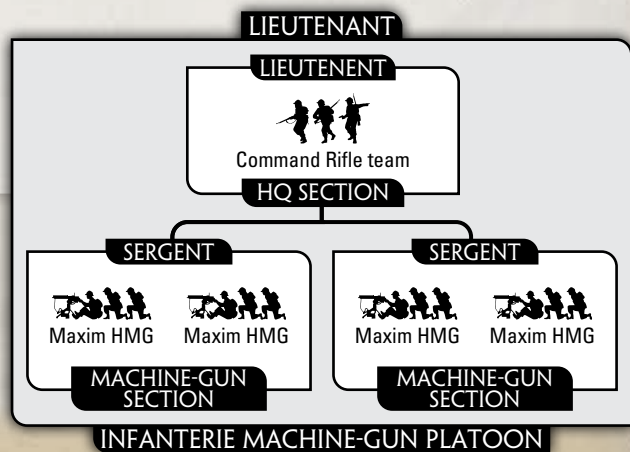 LIEUTENANT
LIEUTENENT
Command Rifle team
HQ SECTION
SERGENT
SERGENT
Maxim HMG
Maxim HMG
Maxim HMG
Maxim HMG
MACHINE-GUN
SECTION
MACHINE-GUN
SECTION
INFANTERIE MACHINE-GUN PLATOON